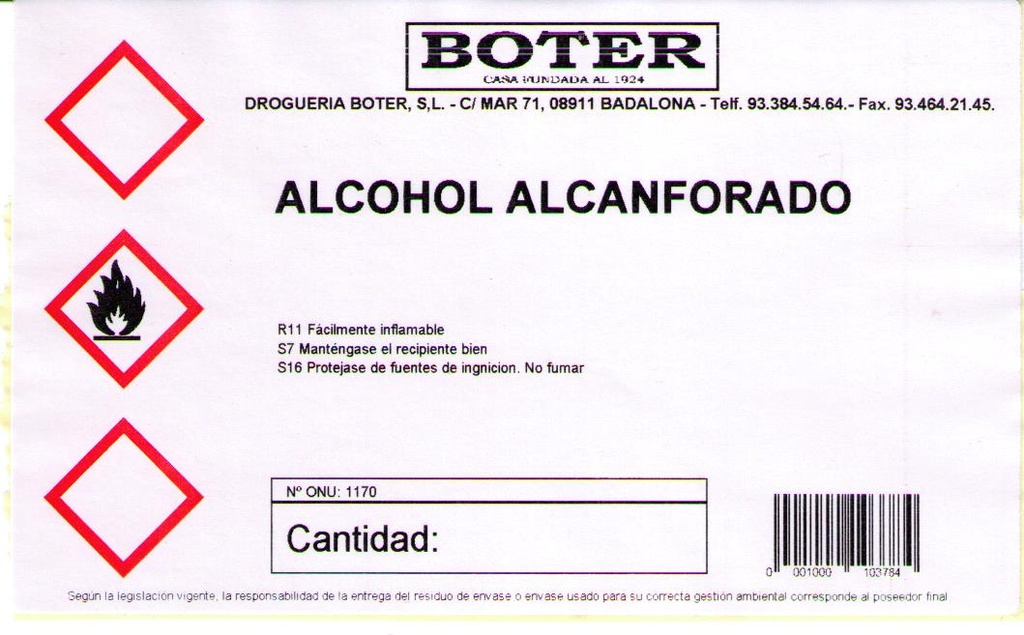 BOTER
CASA FUNDADA AL 1924
DROGUERIA BOTER, S,L. - C/ MAR 71, 08911 BADALONA - Telf. 93.384.54.64.- Fax. 93.464.21.45.
ALCOHOL ALCANFORADO
R11 Fácilmente inflamable
S7 Manténgase el recipiente bien
S16 Protejase de fuentes de ingnicion. No fumar
Nº ONU: 1170
Cantidad:
0 001000 103784
Según la legislación vigente, la responsabilidad de la entrega del residuo de envase o envase usado para su correcta gestión ambiental corresponde al poseedor final.